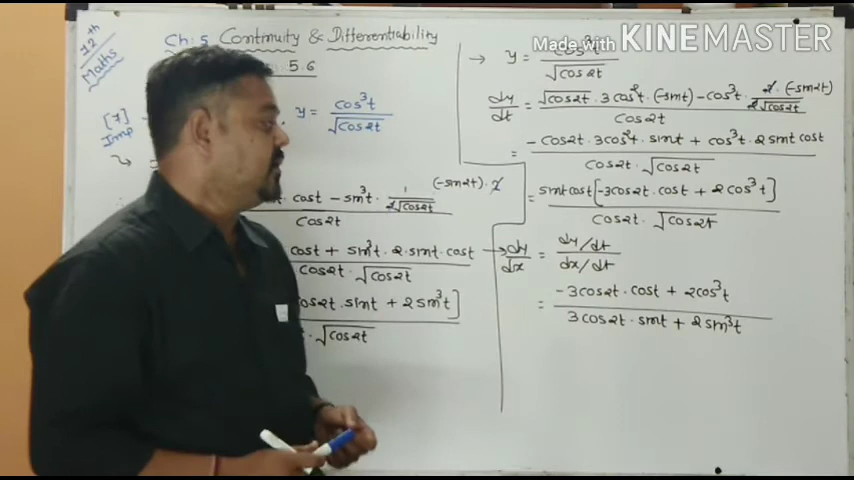 12th
Maths
Ch: 5 Continuity & Differentiability
5.6
[7]
Imp
y = cos³t / √cos2t
cost - sin³t · 1 / 2√cos2t (-sin2t) · 2
cos2t
cost + sin³t · 2 · sint · cost
cos2t · √cos2t
cos2t · sint + 2 sin³t]
· √cos2t
Made with KINEMASTER
→ y = cos³t / √cos2t
dy/dt = √cos2t · 3cos²t · (-sint) - cos³t · 2 · (-sin2t) / 2√cos2t
cos2t
= - cos2t · 3cos²t · sint + cos³t · 2 sint cost
cos2t · √cos2t
= sint cost [-3cos2t · cost + 2 cos³t]
cos2t · √cos2t
→ dy/dx = dy/dt / dx/dt
= -3cos2t · cost + 2cos³t
3cos2t · sint + 2 sin³t